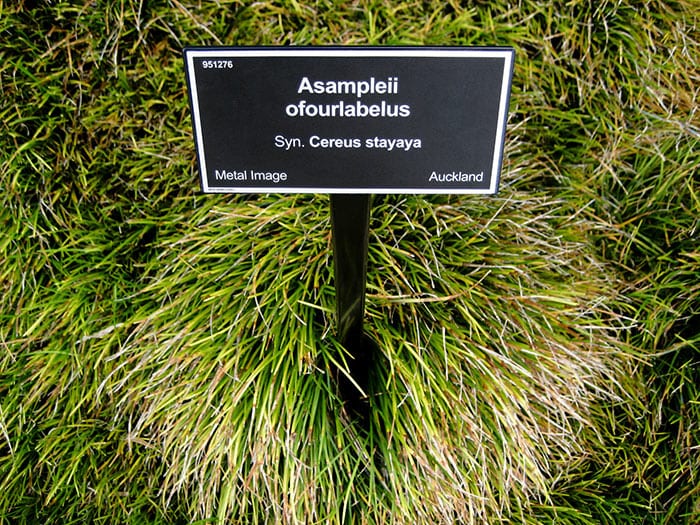 951276
Asampleii
ofourlabelus
Syn. Cereus stayaya
Metal Image Auckland